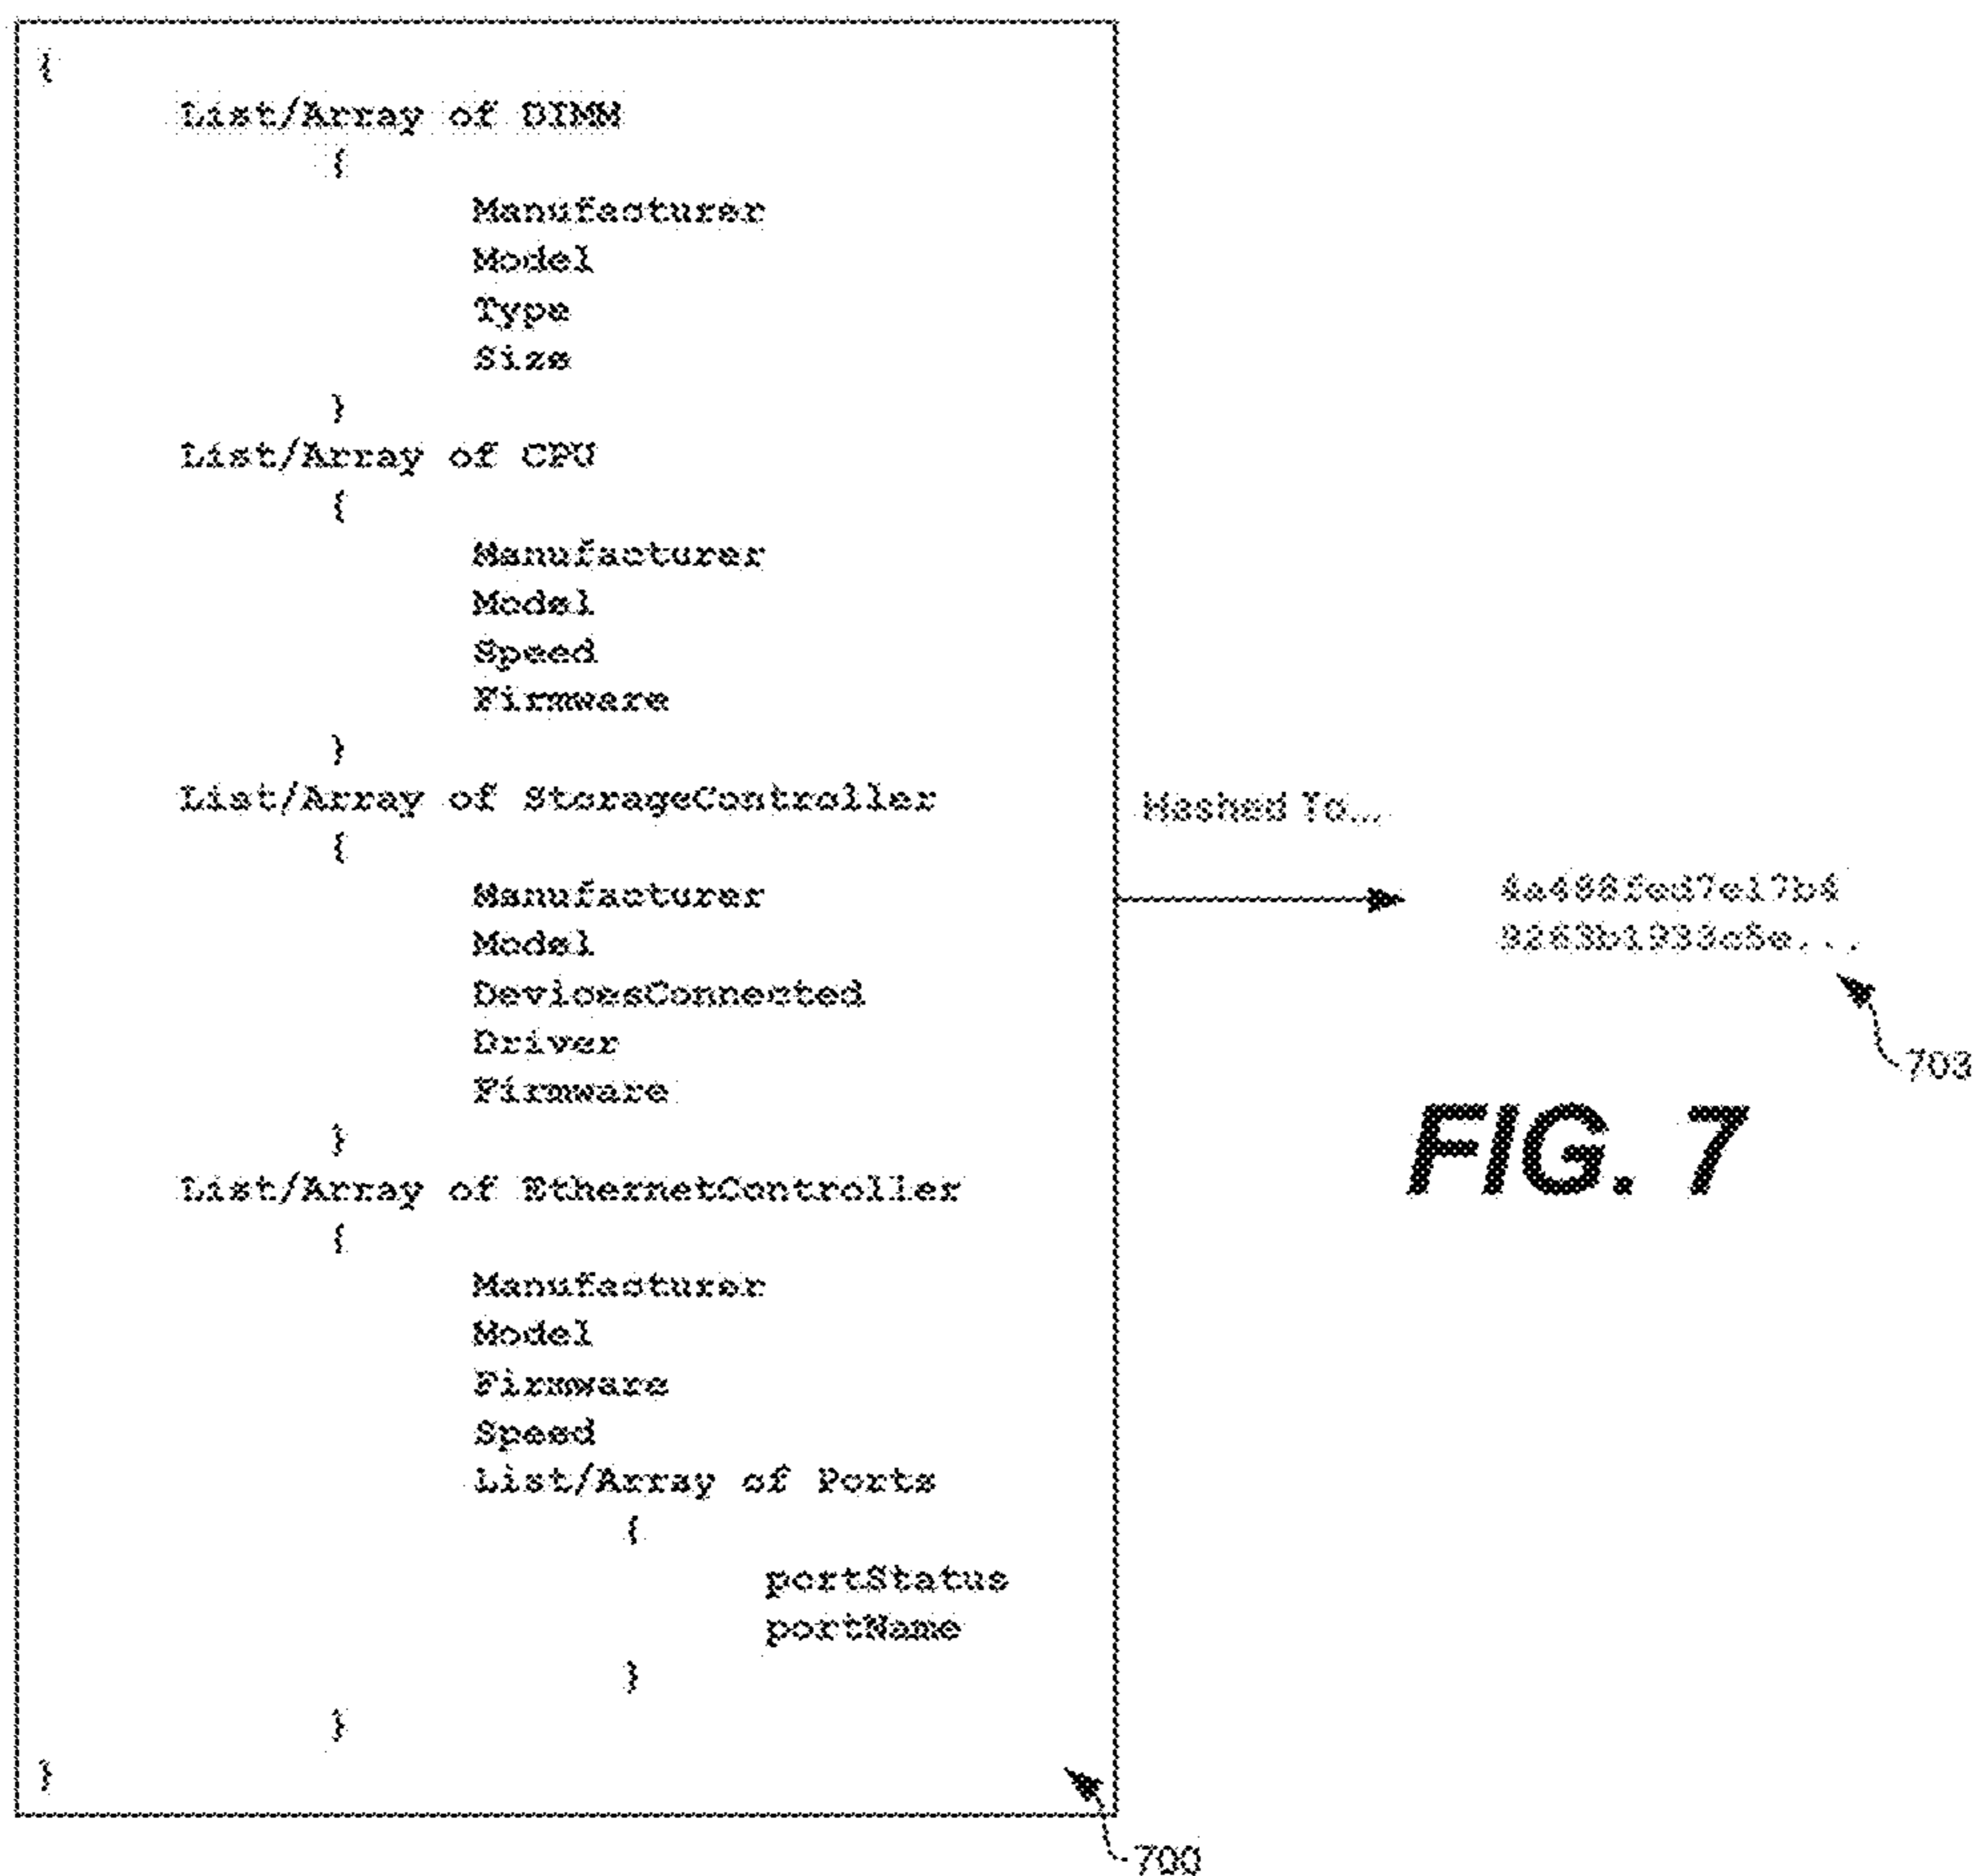 {
List/Array of DIMM
{
Manufacturer
Model
Type
Size
}
List/Array of CPU
{
Manufacturer
Model
Speed
Firmware
}
List/Array of StorageController
{
Manufacturer
Model
DevicesConnected
Driver
Firmware
}
List/Array of EthernetController
{
Manufacturer
Model
Firmware
Speed
List/Array of Ports
{
portStatus
portName
}
}
}
Hashed To...
703
FIG. 7
700